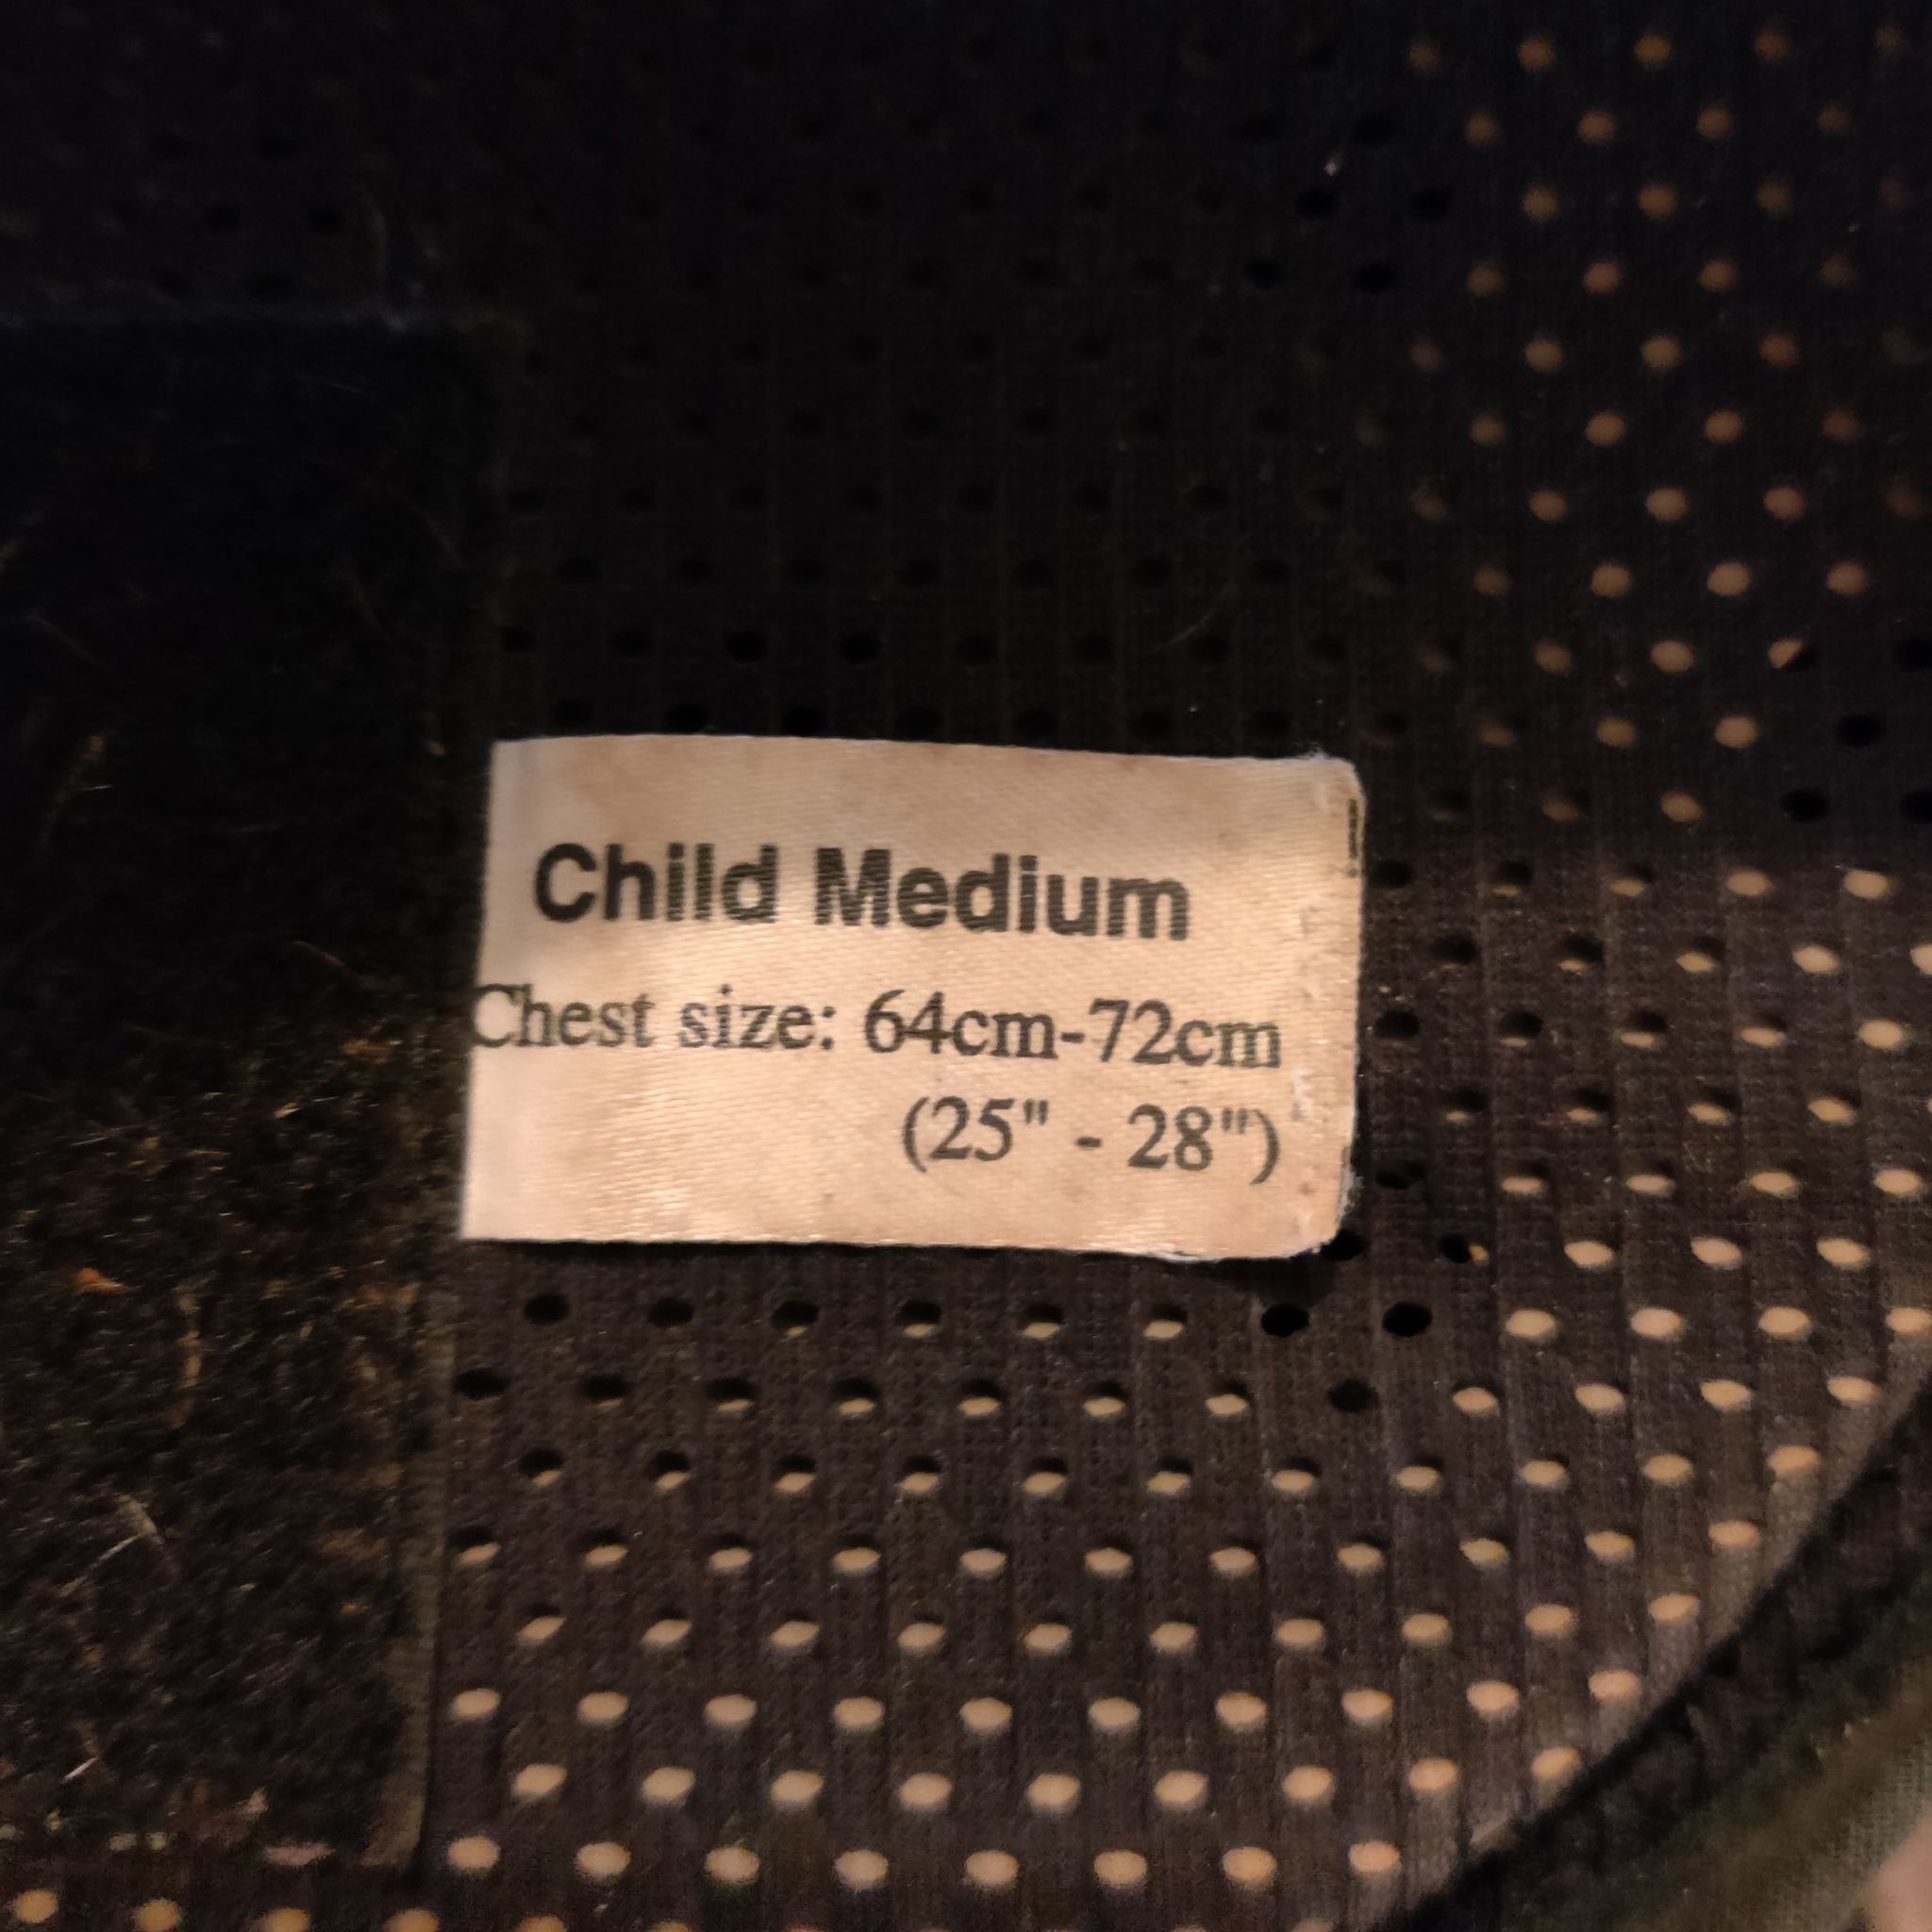 Child Medium
Chest size: 64cm-72cm
(25" - 28")